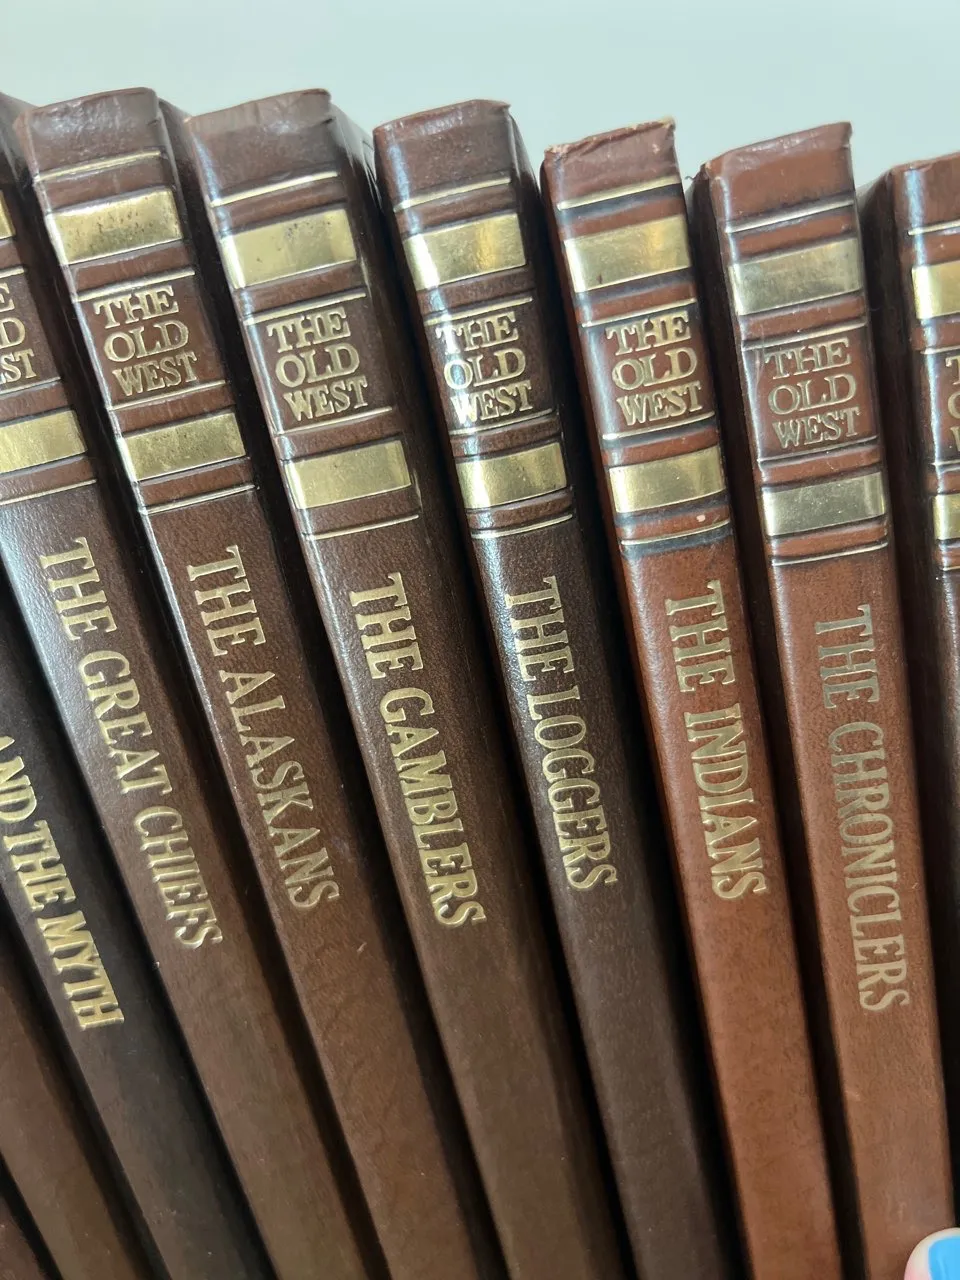 AND THE MYTH
THE
OLD
WEST
THE GREAT CHIEFS
THE
OLD
WEST
THE ALASKANS
THE
OLD
WEST
THE GAMBLERS
THE
OLD
WEST
THE LOGGERS
THE
OLD
WEST
THE INDIANS
THE
OLD
WEST
THE CHRONICLERS